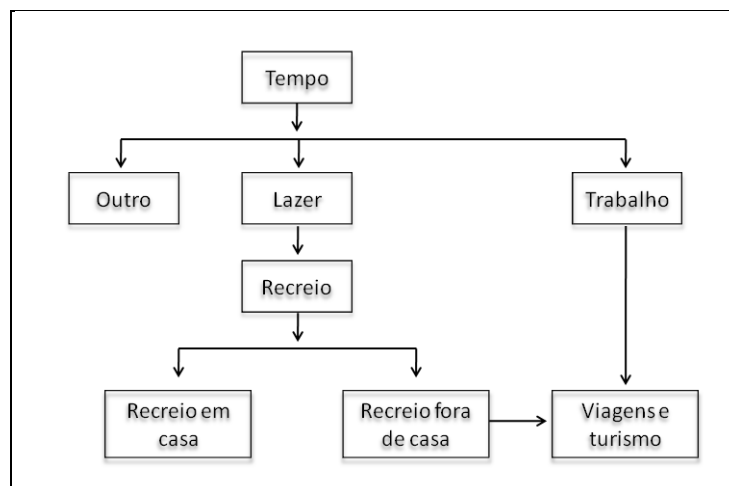 Tempo
Outro
Lazer
Trabalho
Recreio
Recreio em
casa
Recreio fora
de casa
Viagens e
turismo